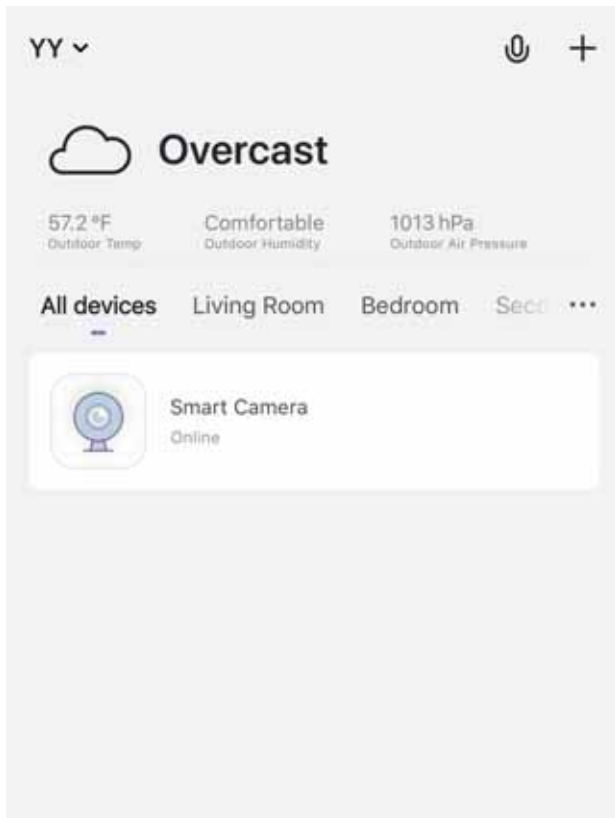 YY
Overcast
57.2 °F Comfortable 1013 hPa
Outdoor Temp Outdoor Humidity Outdoor Air Pressure
All devices Living Room Bedroom Seco ...
Smart Camera
Online